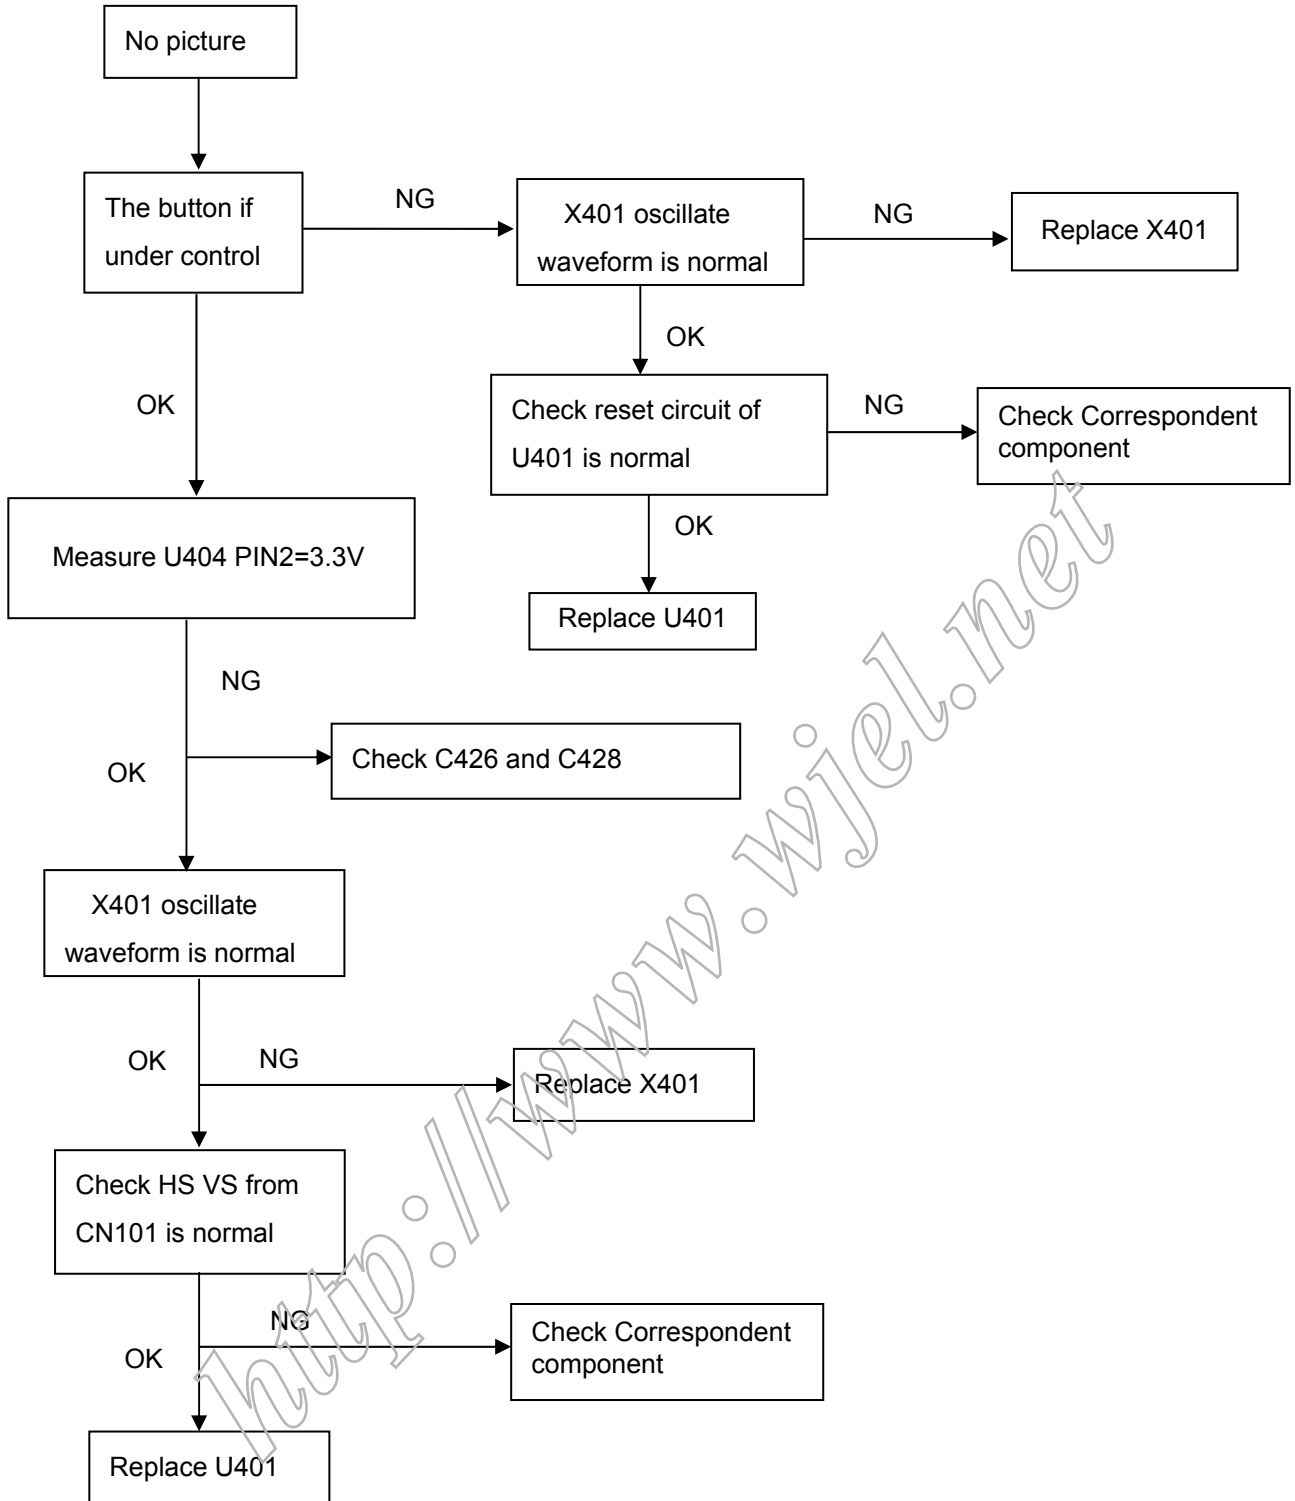 No picture
The button if
under control
NG
X401 oscillate
waveform is normal
NG
Replace X401
OK
OK
Check reset circuit of
U401 is normal
NG
Check Correspondent
component
OK
Replace U401
Measure U404 PIN2=3.3V
NG
Check C426 and C428
OK
X401 oscillate
waveform is normal
OK
NG
Replace X401
Check HS VS from
CN101 is normal
NG
OK
Check Correspondent
component
Replace U401
http://www.wjel.net